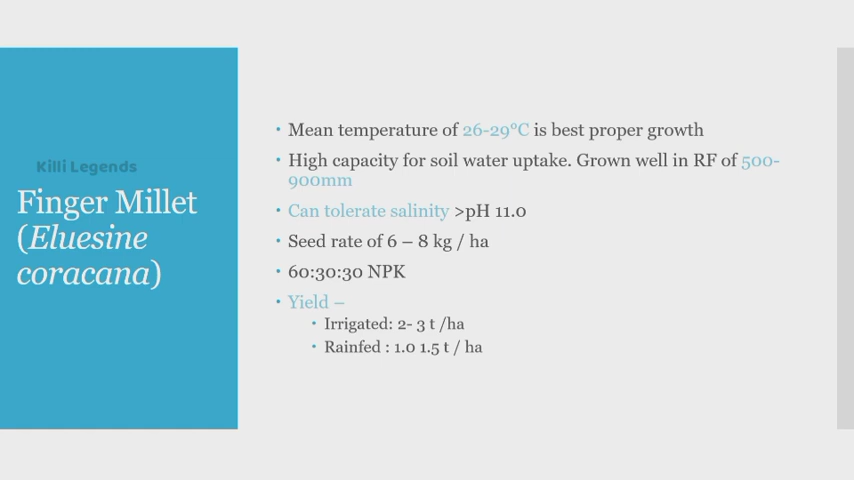 Killi Legends
Finger Millet
(Eluesine
coracana)
• Mean temperature of 26-29°C is best proper growth
• High capacity for soil water uptake. Grown well in RF of 500-
900mm
• Can tolerate salinity >pH 11.0
• Seed rate of 6 – 8 kg / ha
• 60:30:30 NPK
• Yield –
• Irrigated: 2- 3 t /ha
• Rainfed : 1.0 1.5 t / ha